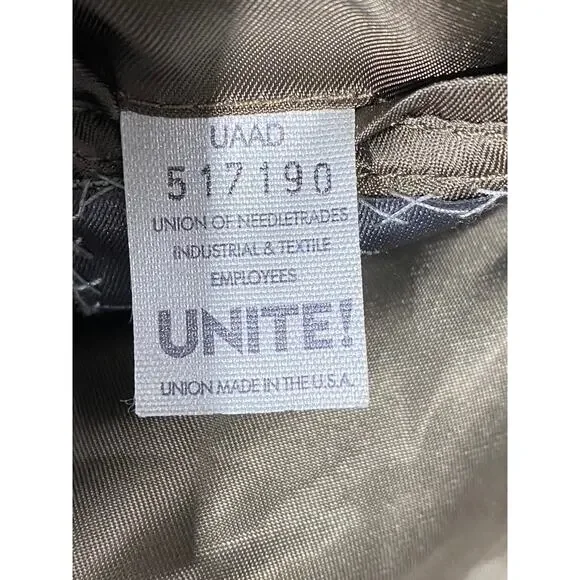 UAAD
517190
UNION OF NEEDLETRADES
INDUSTRIAL & TEXTILE
EMPLOYEES
UNITE!
UNION MADE IN THE U.S.A.